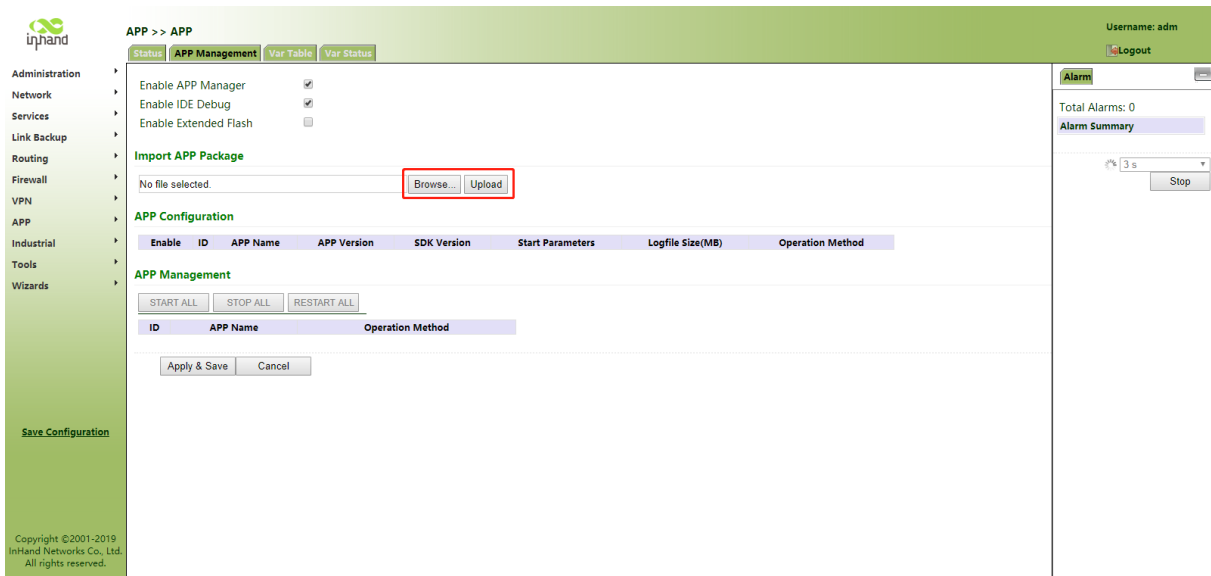 inhand
APP >> APP
Username: adm
Logout
Status APP Management Var Table Var Status
Administration
Network
Services
Link Backup
Routing
Firewall
VPN
APP
Industrial
Tools
Wizards
Save Configuration
Copyright ©2001-2019
InHand Networks Co., Ltd.
All rights reserved.
Enable APP Manager
Enable IDE Debug
Enable Extended Flash
Import APP Package
No file selected. Browse... Upload
APP Configuration
Enable ID APP Name APP Version SDK Version Start Parameters Logfile Size(MB) Operation Method
APP Management
START ALL STOP ALL RESTART ALL
ID APP Name Operation Method
Apply & Save Cancel
Alarm
Total Alarms: 0
Alarm Summary
3 s
Stop